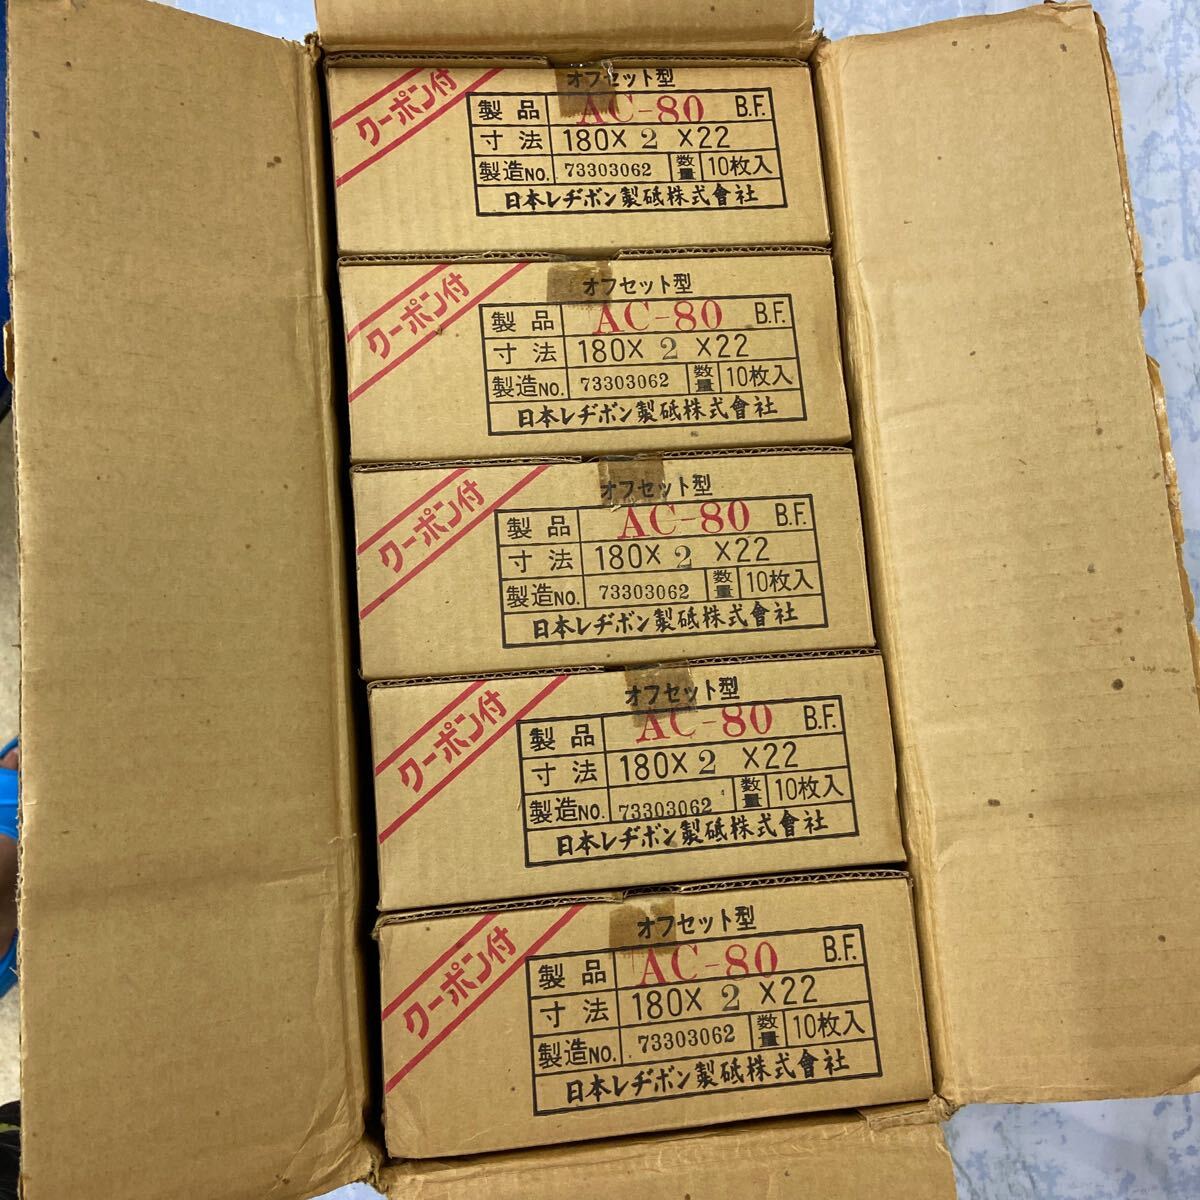 クーポン付
オフセット型
製品 AC-80 B.F.
寸法 180× 2 ×22
製造NO. 73303062 数量 10枚入
日本レヂボン製砥株式會社
クーポン付
オフセット型
製品 AC-80 B.F.
寸法 180× 2 ×22
製造NO. 73303062 数量 10枚入
日本レヂボン製砥株式會社
クーポン付
オフセット型
製品 AC-80 B.F.
寸法 180× 2 ×22
製造NO. 73303062 数量 10枚入
日本レヂボン製砥株式會社
クーポン付
オフセット型
製品 AC-80 B.F.
寸法 180× 2 ×22
製造NO. 73303062 数量 10枚入
日本レヂボン製砥株式會社
クーポン付
オフセット型
製品 AC-80 B.F.
寸法 180× 2 ×22
製造NO. 73303062 数量 10枚入
日本レヂボン製砥株式會社